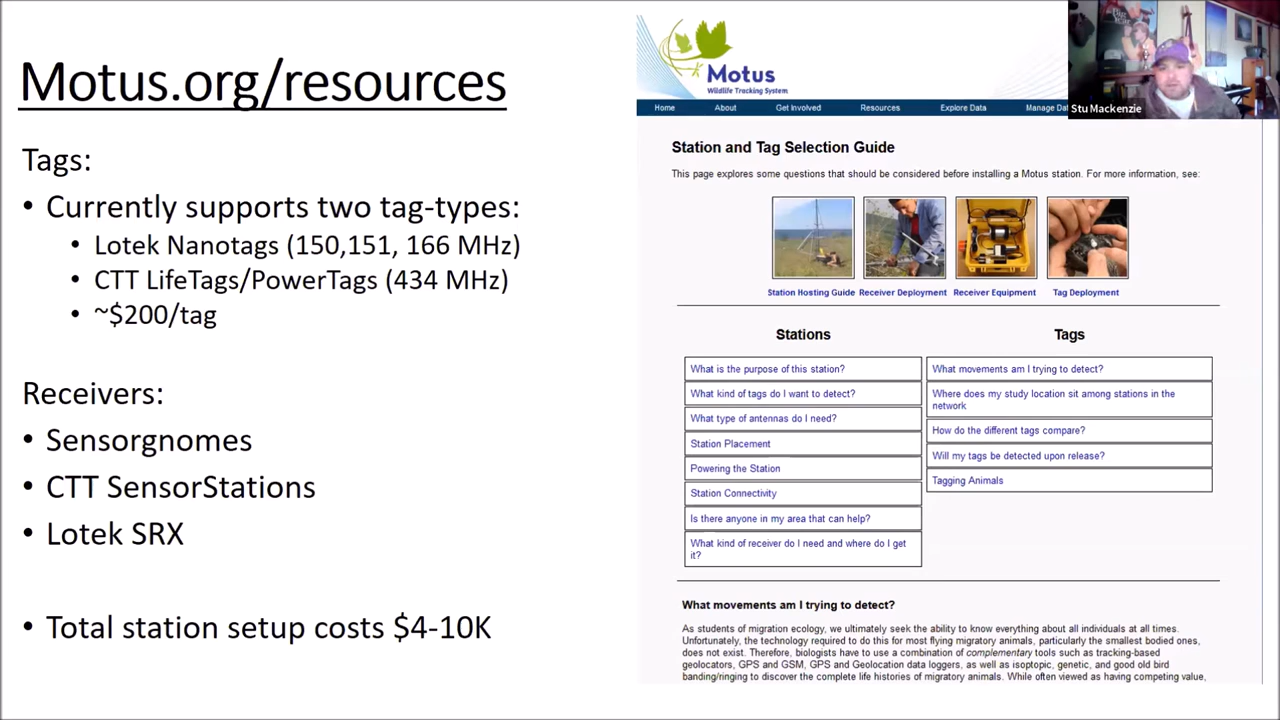 Motus.org/resources
Tags:
• Currently supports two tag-types:
• Lotek Nanotags (150,151, 166 MHz)
• CTT LifeTags/PowerTags (434 MHz)
• ~$200/tag
Receivers:
• Sensorgnomes
• CTT SensorStations
• Lotek SRX
• Total station setup costs $4-10K
Motus
Wildlife Tracking System
Home About Get Involved Resources Explore Data Manage Dat
Stu Mackenzie
Station and Tag Selection Guide
This page explores some questions that should be considered before installing a Motus station. For more information, see:
Station Hosting Guide Receiver Deployment Receiver Equipment Tag Deployment
Stations
What is the purpose of this station?
What kind of tags do I want to detect?
What type of antennas do I need?
Station Placement
Powering the Station
Station Connectivity
Is there anyone in my area that can help?
What kind of receiver do I need and where do I get
it?
Tags
What movements am I trying to detect?
Where does my study location sit among stations in the
network
How do the different tags compare?
Will my tags be detected upon release?
Tagging Animals
What movements am I trying to detect?
As students of migration ecology, we ultimately seek the ability to know everything about all individuals at all times.
Unfortunately, the technology required to do this for most flying migratory animals, particularly the smallest bodied ones,
does not exist. Therefore, biologists have to use a combination of complementary tools such as tracking-based
geolocators, GPS and GSM, GPS and Geolocation data loggers, as well as isoptopic, genetic, and good old bird
banding/ringing to discover the complete life histories of migratory animals. While often viewed as having competing value,